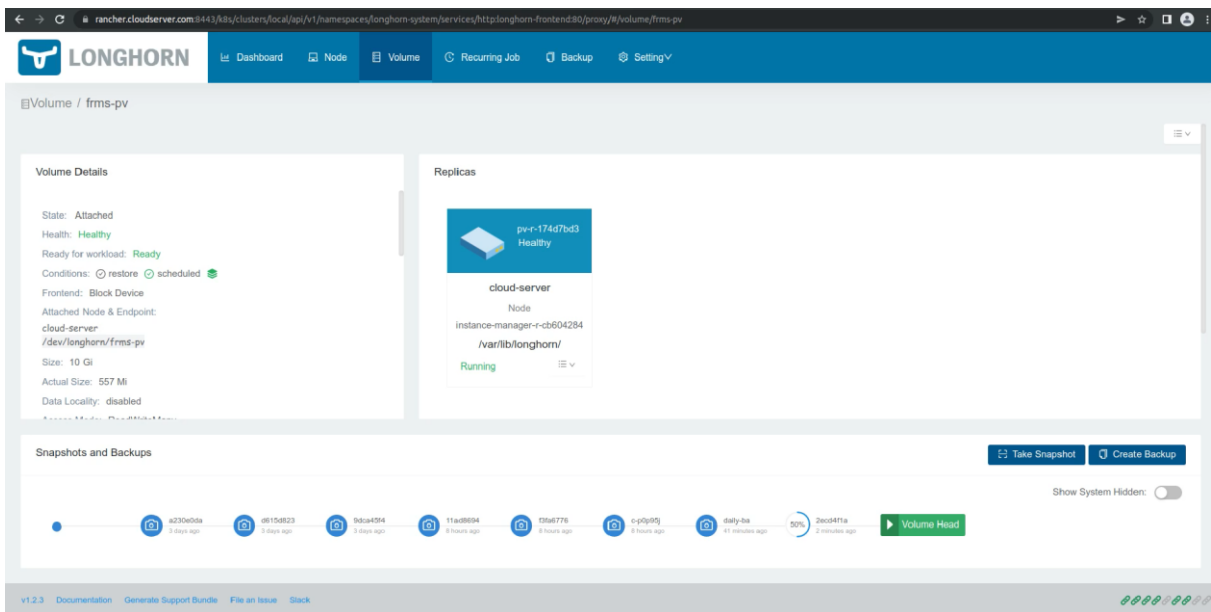 rancher.cloudserver.com:8443/k8s/clusters/local/api/v1/namespaces/longhorn-system/services/http:longhorn-frontend:80/proxy/#/volume/frms-pv
LONGHORN
Dashboard Node Volume Recurring Job Backup Setting
Volume / frms-pv
Volume Details
State: Attached
Health: Healthy
Ready for workload: Ready
Conditions: restore scheduled
Frontend: Block Device
Attached Node & Endpoint:
cloud-server
/dev/longhorn/frms-pv
Size: 10 Gi
Actual Size: 557 Mi
Data Locality: disabled
Replicas
pv-r-174d7bd3
Healthy
cloud-server
Node
instance-manager-r-cb604284
/var/lib/longhorn/
Running
Snapshots and Backups
Take Snapshot Create Backup
Show System Hidden:
a230e0da d615d823 9dca45f4 11ad8694 f3fa6776 c-p0p95j daily-ba 50% 2ecd4f1a Volume Head
3 days ago 3 days ago 3 days ago 8 hours ago 8 hours ago 8 hours ago 41 minutes ago 2 minutes ago
v1.2.3 Documentation Generate Support Bundle File an Issue Slack